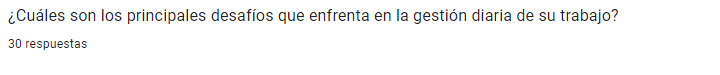 ¿Cuáles son los principales desafíos que enfrenta en la gestión diaria de su trabajo?
30 respuestas